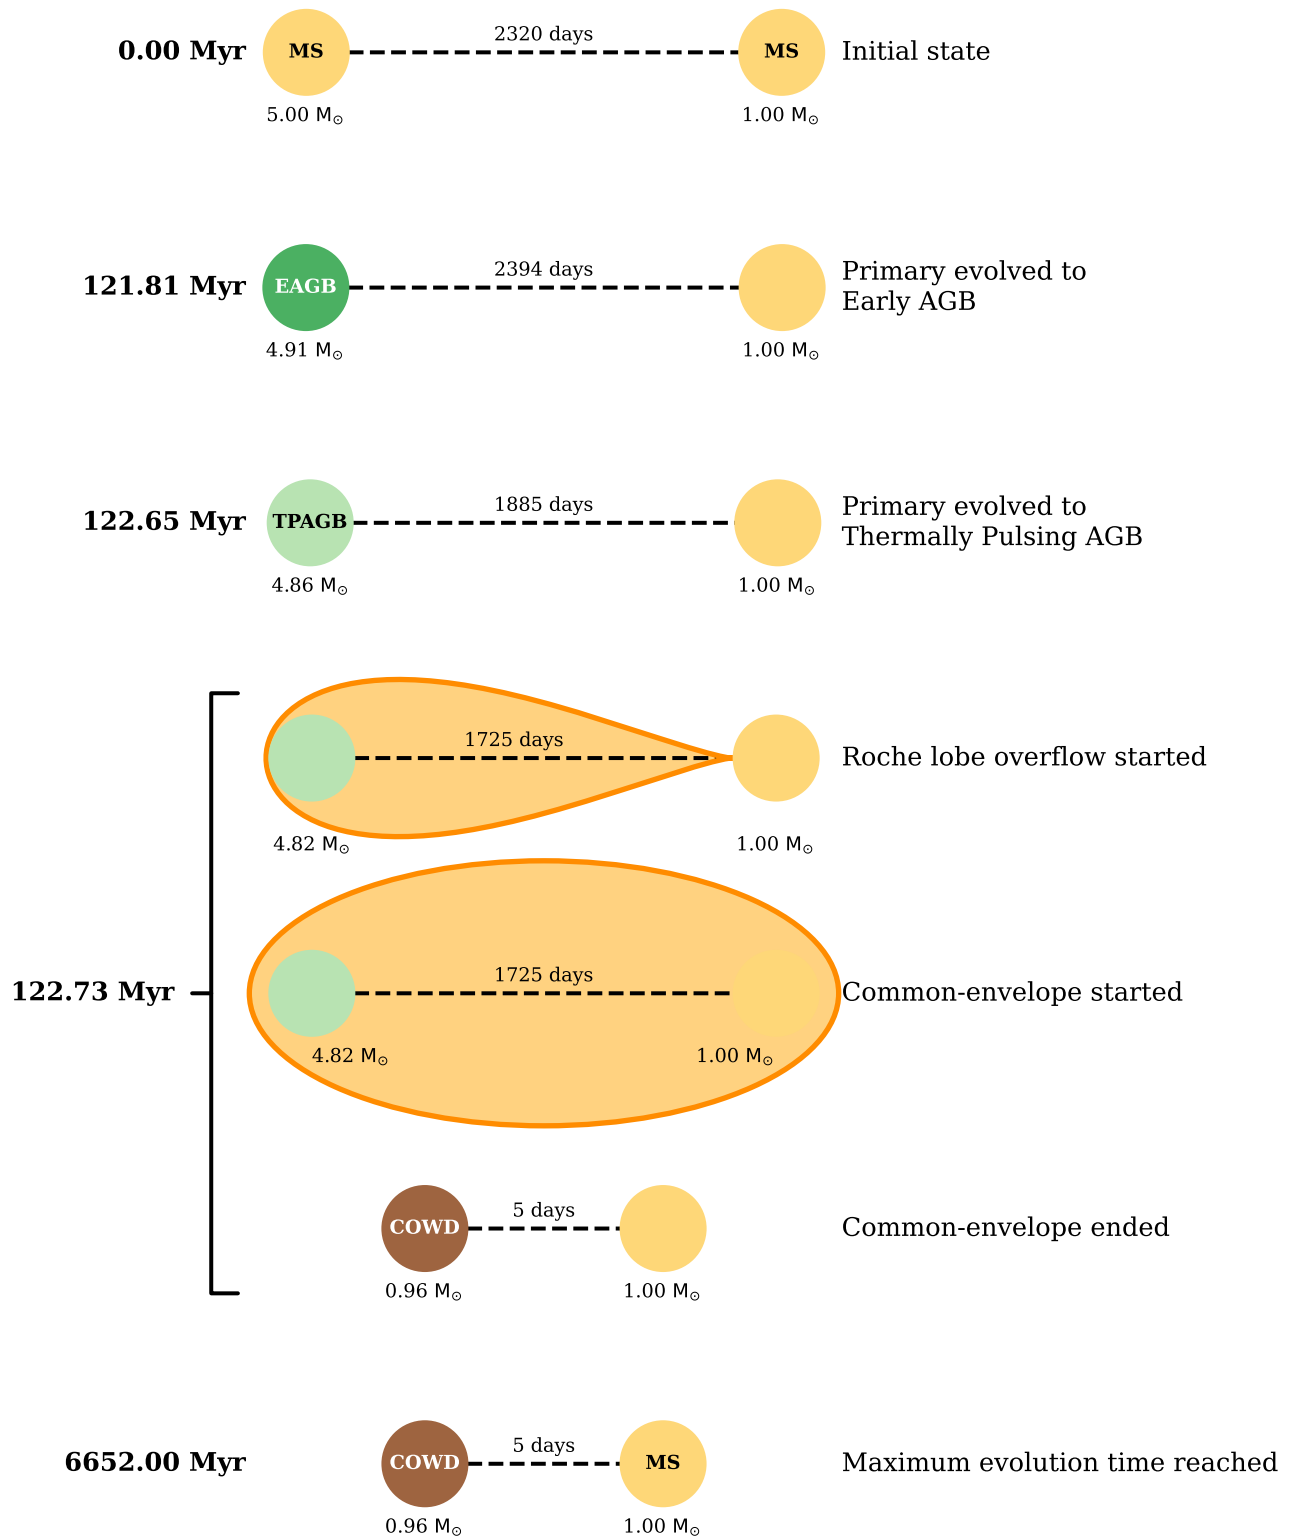 2320 days
0.00 Myr MS MS Initial state
5.00 M☉ 1.00 M☉
2394 days
121.81 Myr EAGB Primary evolved to
Early AGB
4.91 M☉ 1.00 M☉
1885 days
122.65 Myr TPAGB Primary evolved to
Thermally Pulsing AGB
4.86 M☉ 1.00 M☉
1725 days
Roche lobe overflow started
4.82 M☉ 1.00 M☉
1725 days
122.73 Myr Common-envelope started
4.82 M☉ 1.00 M☉
5 days
COWD Common-envelope ended
0.96 M☉ 1.00 M☉
5 days
6652.00 Myr COWD MS Maximum evolution time reached
0.96 M☉ 1.00 M☉